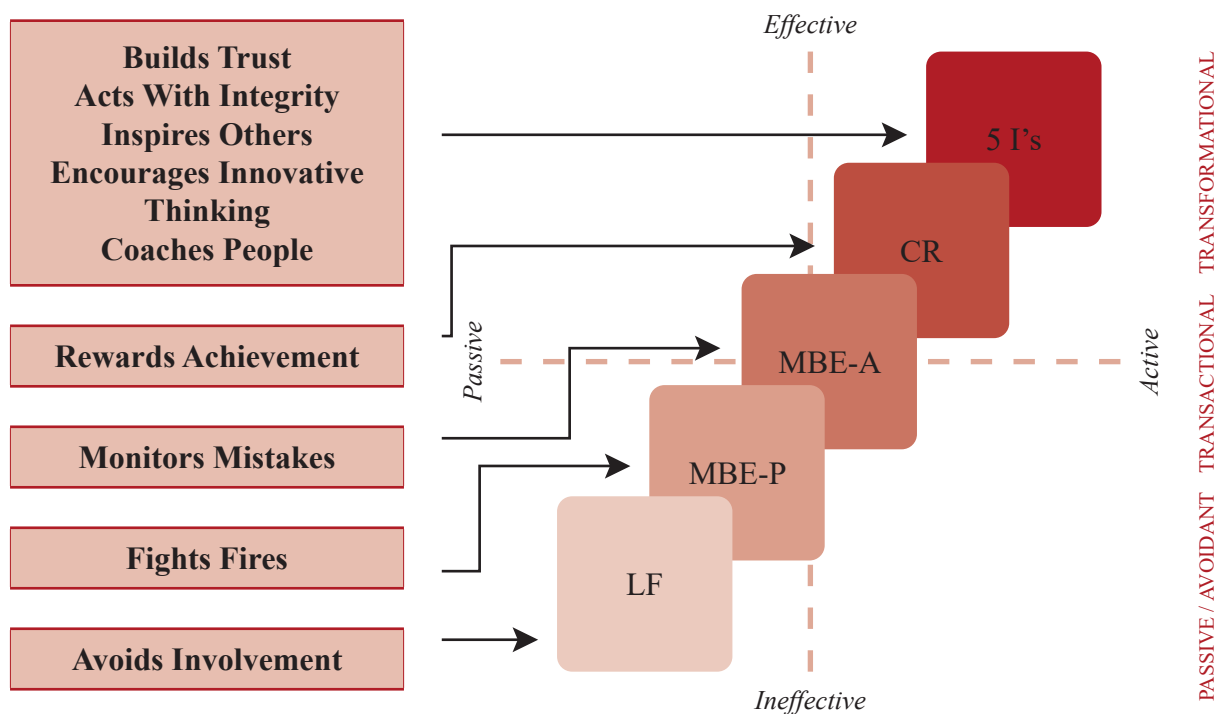 Builds Trust
Acts With Integrity
Inspires Others
Encourages Innovative
Thinking
Coaches People
Rewards Achievement
Monitors Mistakes
Fights Fires
Avoids Involvement
Effective
Passive
Active
Ineffective
5 I’s
CR
MBE-A
MBE-P
LF
TRANSFORMATIONAL
TRANSACTIONAL
PASSIVE / AVOIDANT